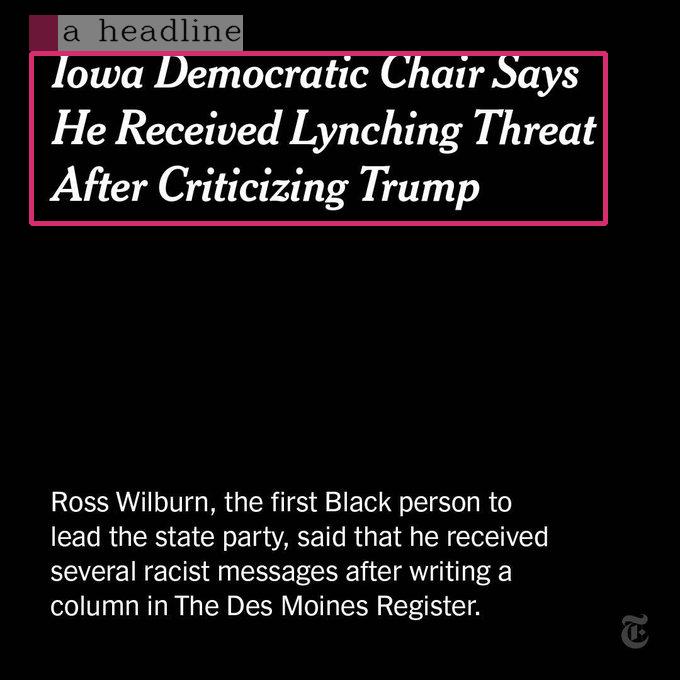 a headline
Iowa Democratic Chair Says
He Received Lynching Threat
After Criticizing Trump
Ross Wilburn, the first Black person to
lead the state party, said that he received
several racist messages after writing a
column in The Des Moines Register.
T